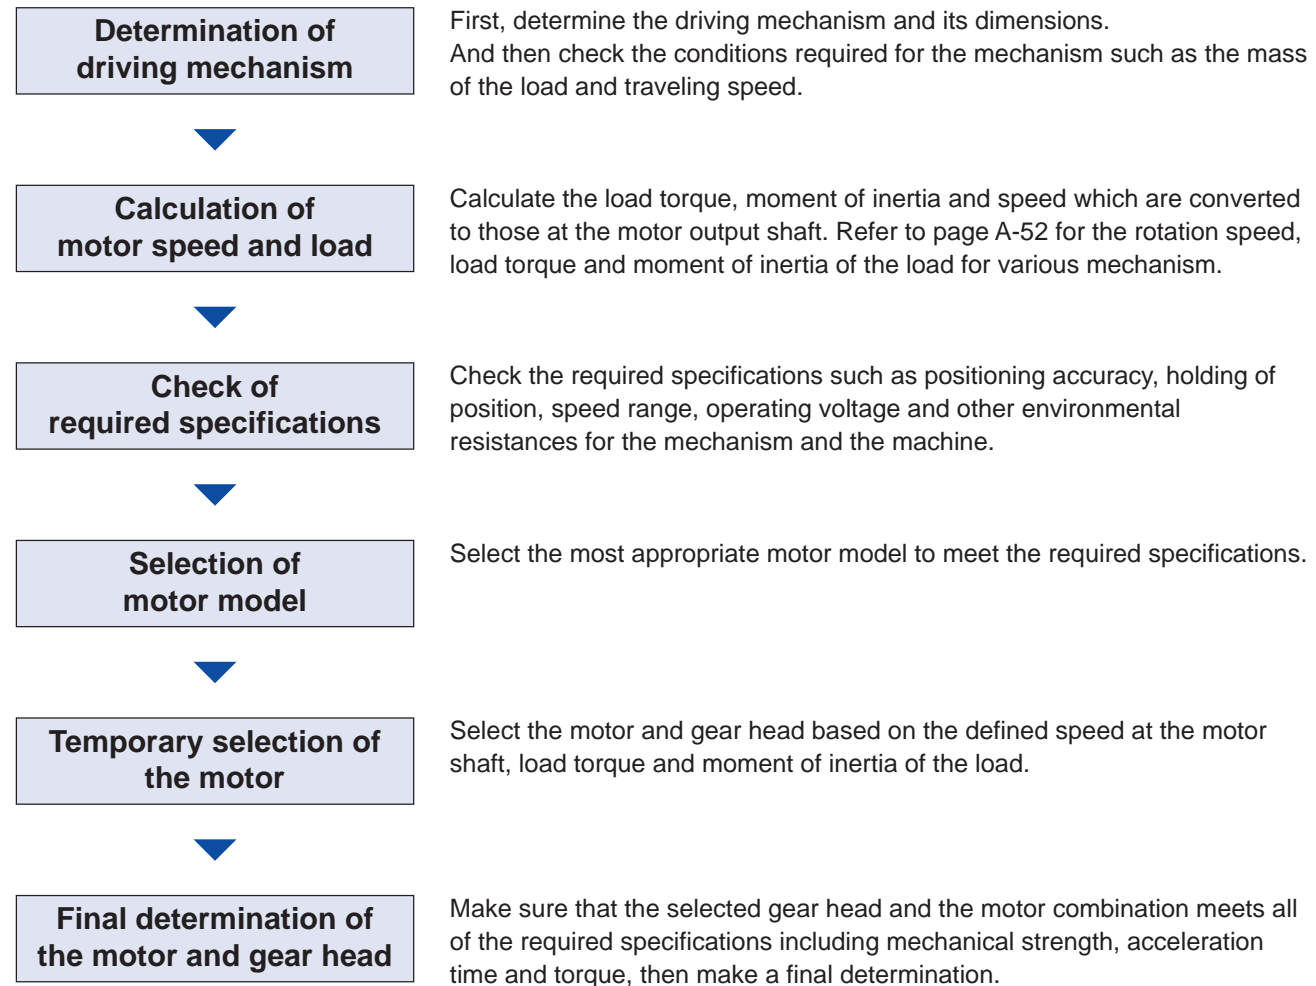 Determination of
driving mechanism
First, determine the driving mechanism and its dimensions.
And then check the conditions required for the mechanism such as the mass
of the load and traveling speed.
Calculation of
motor speed and load
Calculate the load torque, moment of inertia and speed which are converted
to those at the motor output shaft. Refer to page A-52 for the rotation speed,
load torque and moment of inertia of the load for various mechanism.
Check of
required specifications
Check the required specifications such as positioning accuracy, holding of
position, speed range, operating voltage and other environmental
resistances for the mechanism and the machine.
Selection of
motor model
Select the most appropriate motor model to meet the required specifications.
Temporary selection of
the motor
Select the motor and gear head based on the defined speed at the motor
shaft, load torque and moment of inertia of the load.
Final determination of
the motor and gear head
Make sure that the selected gear head and the motor combination meets all
of the required specifications including mechanical strength, acceleration
time and torque, then make a final determination.